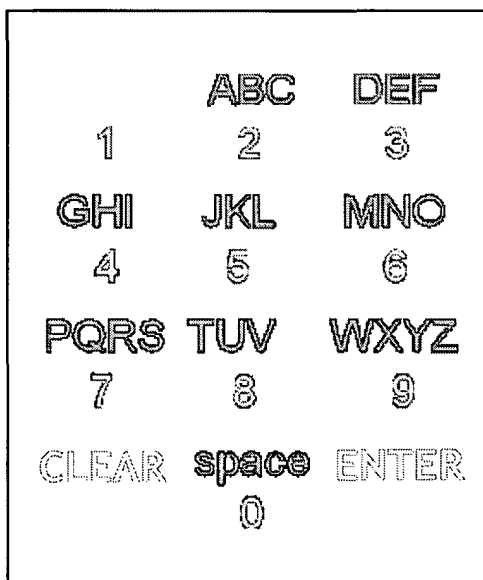 ABC DEF
1 2 3
GHI JKL MNO
4 5 6
PQRS TUV WXYZ
7 8 9
CLEAR space ENTER
0